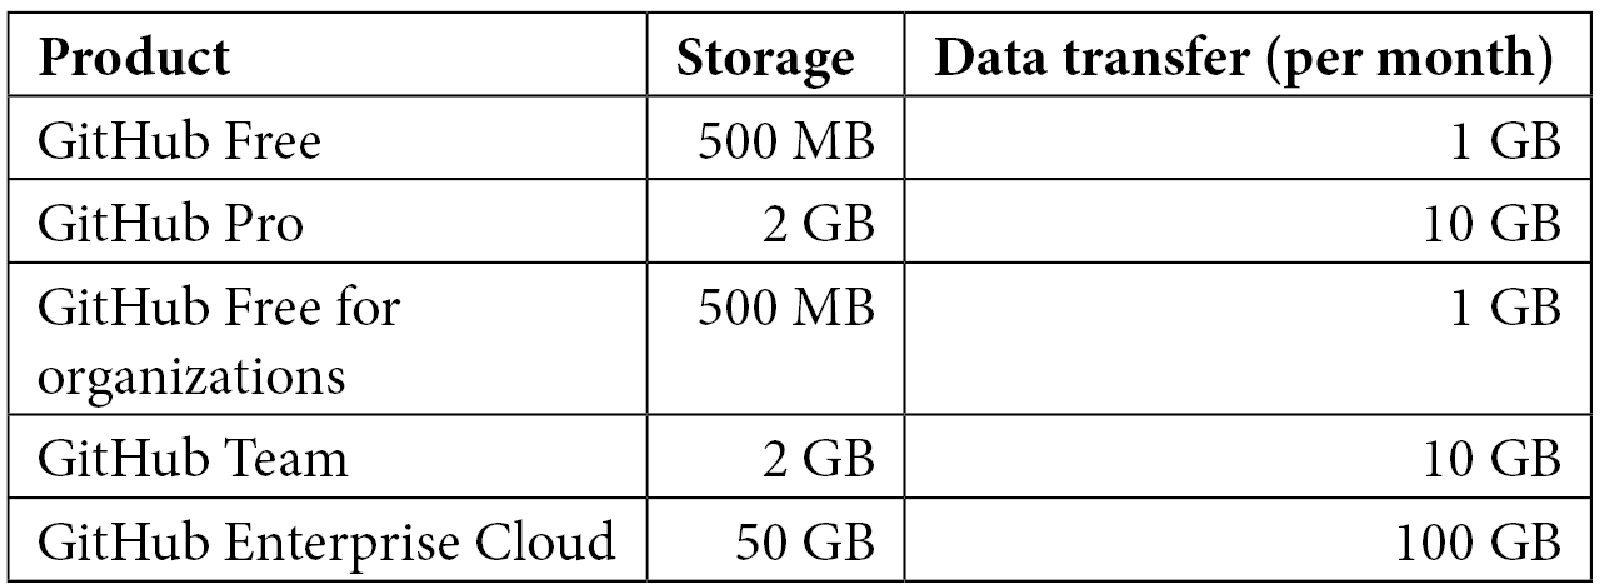 Product Storage Data transfer (per month)
GitHub Free 500 MB 1 GB
GitHub Pro 2 GB 10 GB
GitHub Free for 500 MB 1 GB
organizations
GitHub Team 2 GB 10 GB
GitHub Enterprise Cloud 50 GB 100 GB